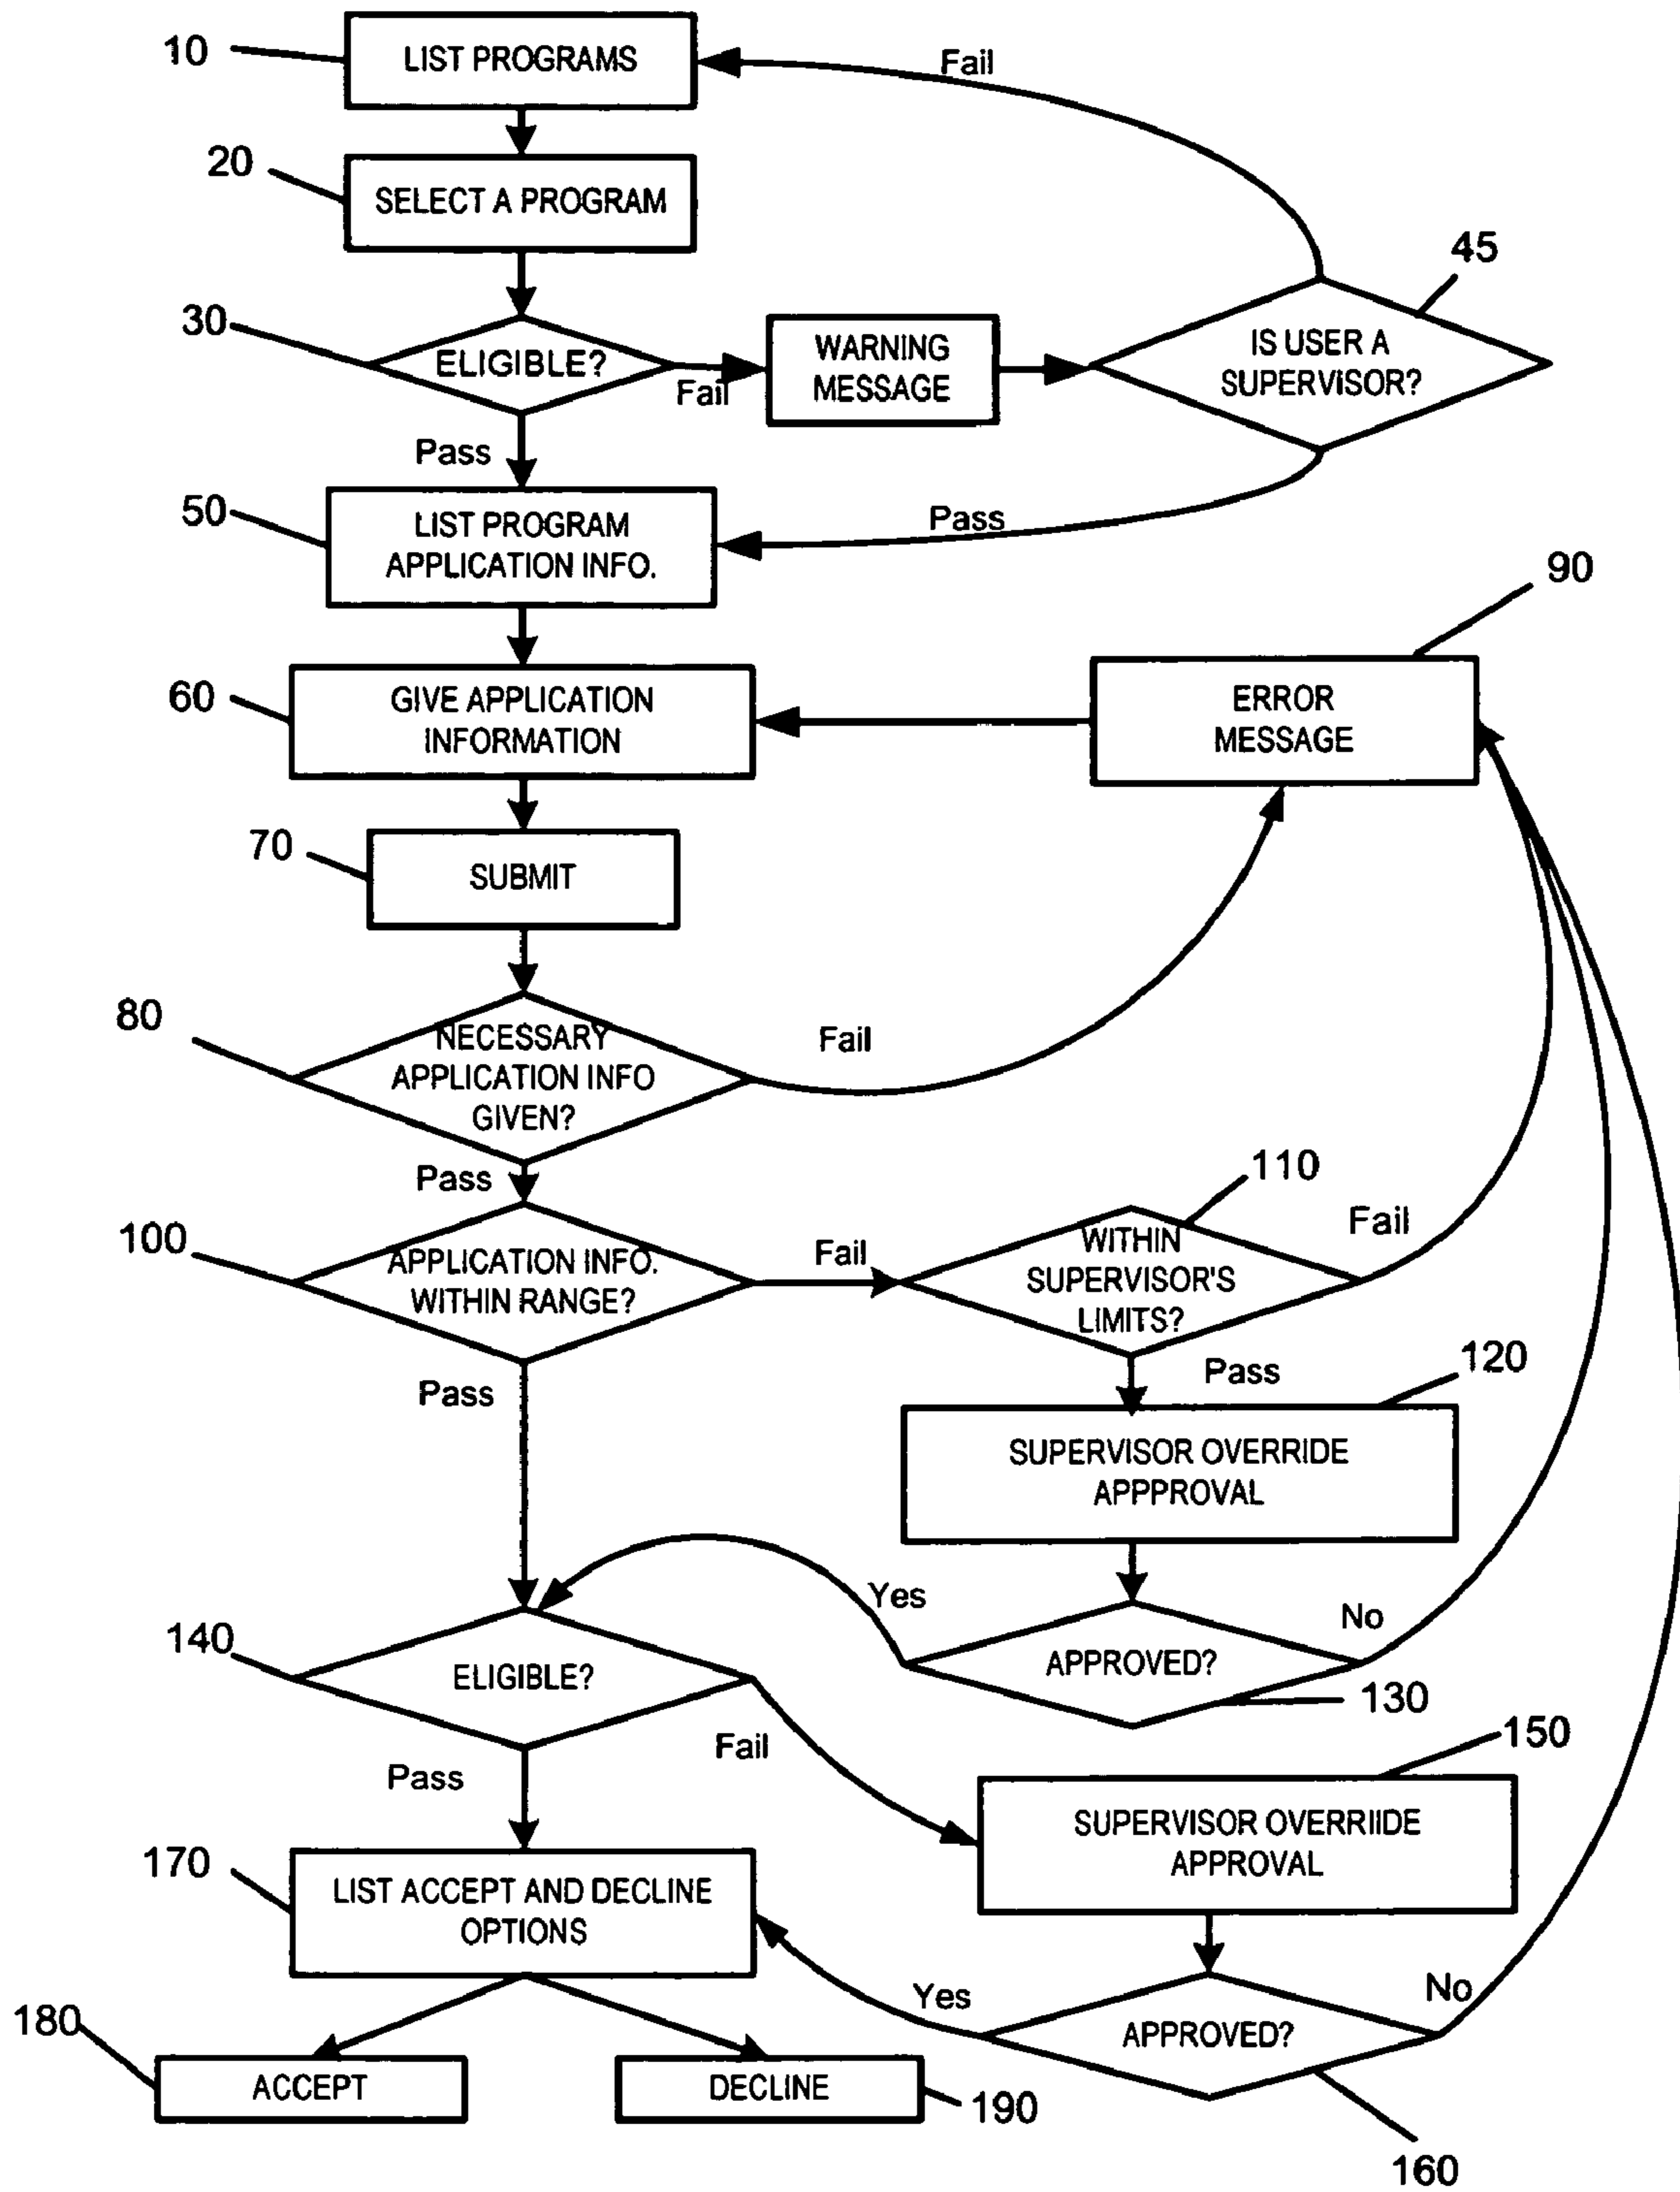 10
LIST PROGRAMS
Fail
20
SELECT A PROGRAM
45
30
ELIGIBLE?
Fail
WARNING
MESSAGE
IS USER A
SUPERVISOR?
Pass
50
LIST PROGRAM
APPLICATION INFO.
Pass
90
60
GIVE APPLICATION
INFORMATION
ERROR
MESSAGE
70
SUBMIT
80
NECESSARY
APPLICATION INFO
GIVEN?
Fail
Pass
110
100
APPLICATION INFO.
WITHIN RANGE?
Fail
WITHIN
SUPERVISOR'S
LIMITS?
Fail
Pass
Pass
120
SUPERVISOR OVERRIDE
APPPROVAL
Yes
No
140
ELIGIBLE?
APPROVED?
130
Fail
150
Pass
SUPERVISOR OVERRIIDE
APPROVAL
170
LIST ACCEPT AND DECLINE
OPTIONS
Yes
No
180
APPROVED?
ACCEPT
DECLINE
190
160